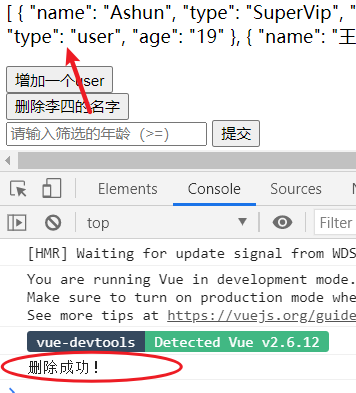 [ { "name": "Ashun", "type": "SuperVip", "
"type": "user", "age": "19" }, { "name": "王
增加一个user
删除李四的名字
请输入筛选的年龄 (>=) 提交
Elements Console Sources
top Filter
[HMR] Waiting for update signal from WDS
You are running Vue in development mode.
Make sure to turn on production mode whe
See more tips at https://vuejs.org/guide
vue-devtools Detected Vue v2.6.12
删除成功！